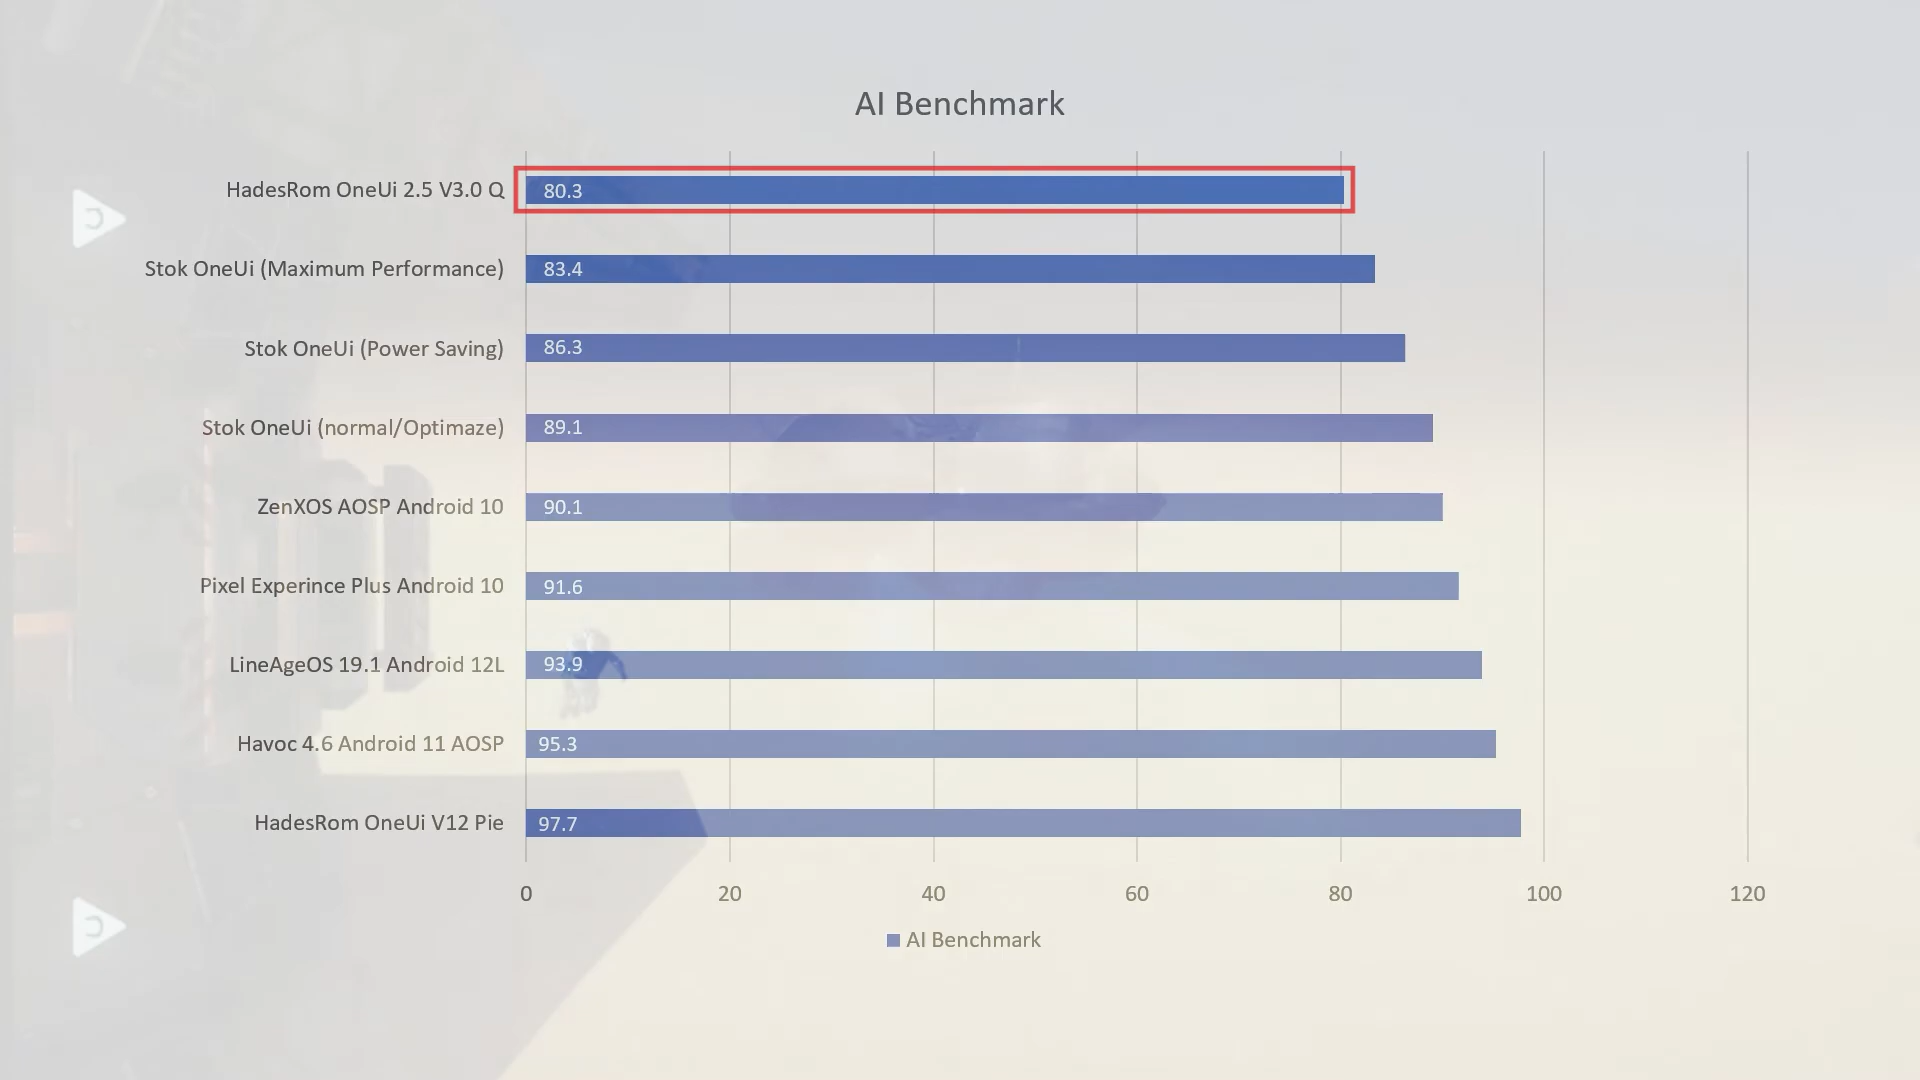 AI Benchmark
HadesRom OneUi 2.5 V3.0 Q
80.3
Stok OneUi (Maximum Performance)
83.4
Stok OneUi (Power Saving)
86.3
Stok OneUi (normal/Optimaze)
89.1
ZenXOS AOSP Android 10
90.1
Pixel Experince Plus Android 10
91.6
LineAgeOS 19.1 Android 12L
93.9
Havoc 4.6 Android 11 AOSP
95.3
HadesRom OneUi V12 Pie
97.7
0 20 40 60 80 100 120
AI Benchmark